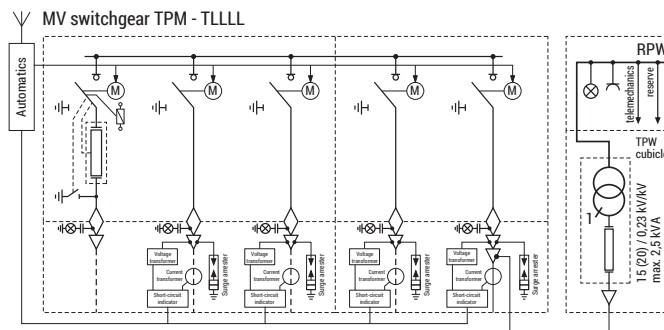 MV switchgear TPM - TLLLL
Automatics
M
M
M
M
M
RPW
telemechanics
reserve
TPW
cubicle
1
15 (20) / 0,23 kV/kV
max. 2,5 kVA
Voltage
transformer
Current
transformer
Short-circuit
indicator
Surge arrester
Voltage
transformer
Current
transformer
Short-circuit
indicator
Surge arrester
Voltage
transformer
Current
transformer
Short-circuit
indicator
Surge arrester
Voltage
transformer
Current
transformer
Short-circuit
indicator
Surge arrester